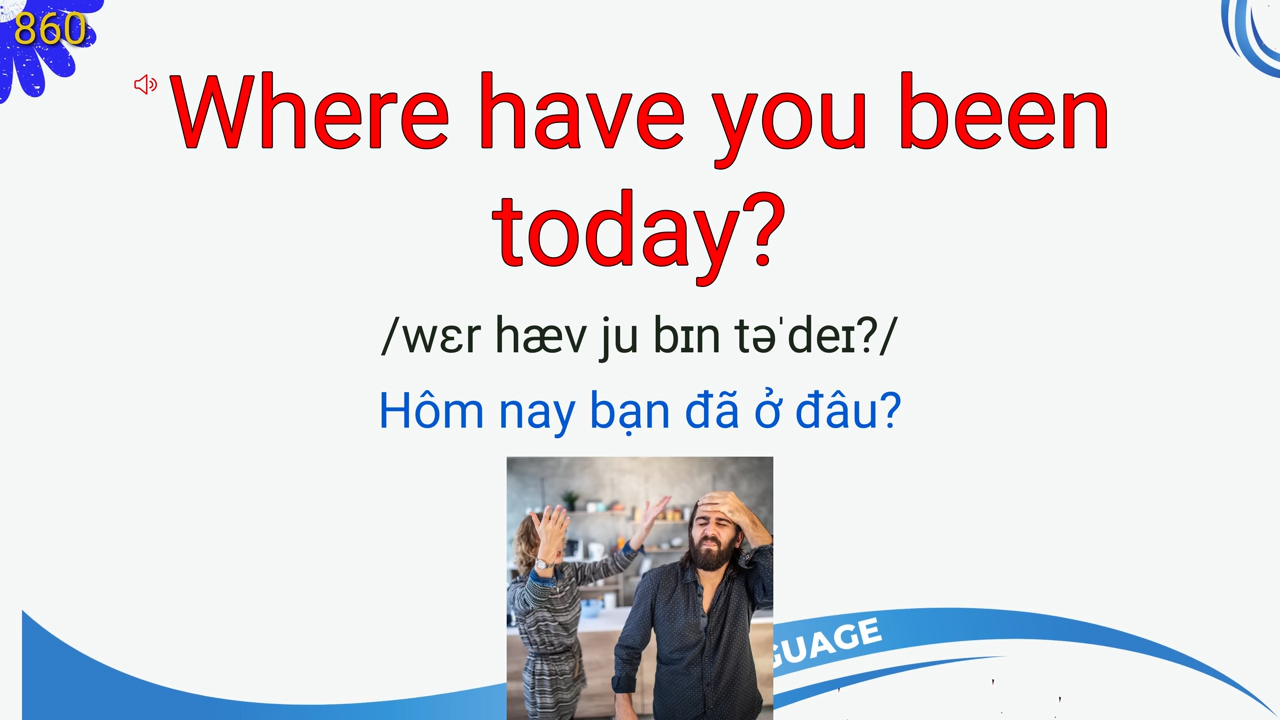 860
Where have you been
today?
/wɛr hæv ju bɪn təˈdeɪ?/
Hôm nay bạn đã ở đâu?
GUAGE